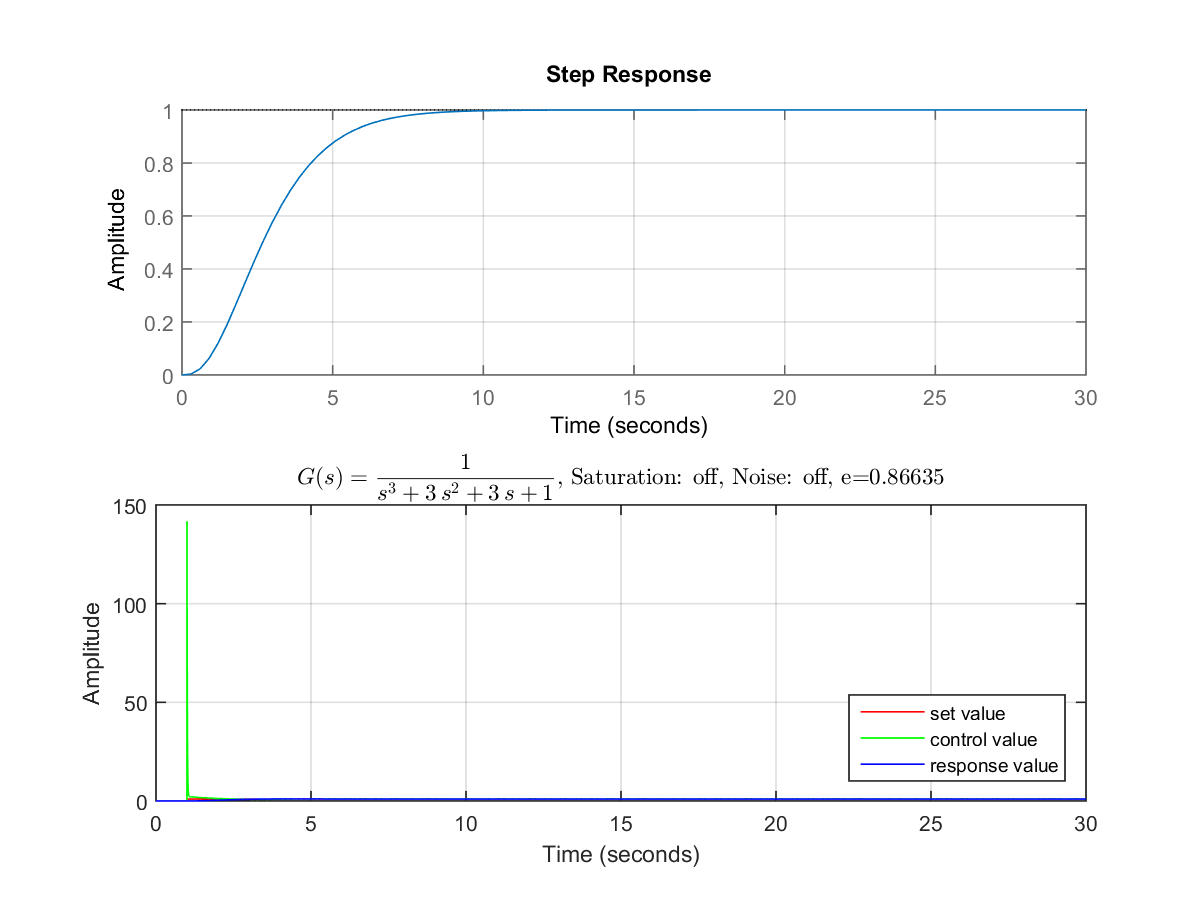 Step Response
Amplitude
1
0.8
0.6
0.4
0.2
0
0 5 10 15 20 25 30
Time (seconds)
G(s) = \frac{1}{s^3 + 3 s^2 + 3 s + 1}, Saturation: off, Noise: off, e=0.86635
Amplitude
150
100
50
0
set value
control value
response value
0 5 10 15 20 25 30
Time (seconds)